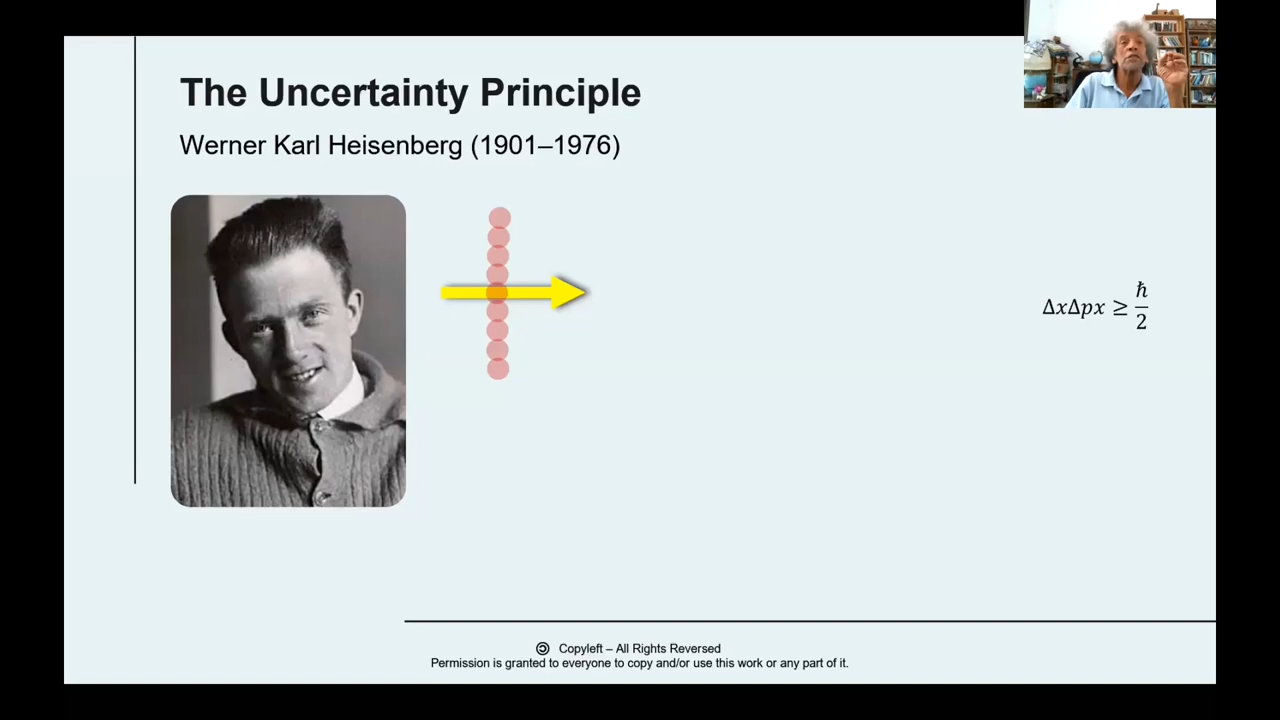 The Uncertainty Principle
Werner Karl Heisenberg (1901–1976)
ΔxΔpx ≥ ħ/2
🄯 Copyleft – All Rights Reversed
Permission is granted to everyone to copy and/or use this work or any part of it.